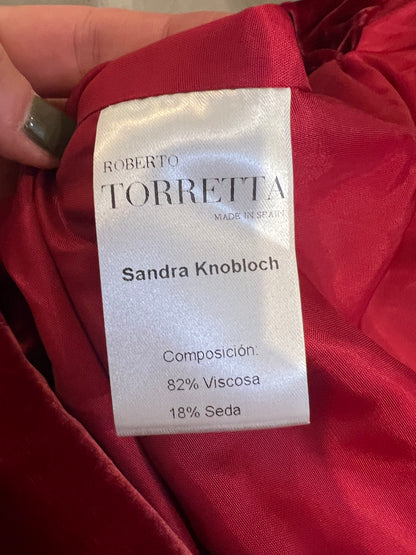 ROBERTO
TORRETTA
MADE IN SPAIN
Sandra Knobloch
Composición:
82% Viscosa
18% Seda